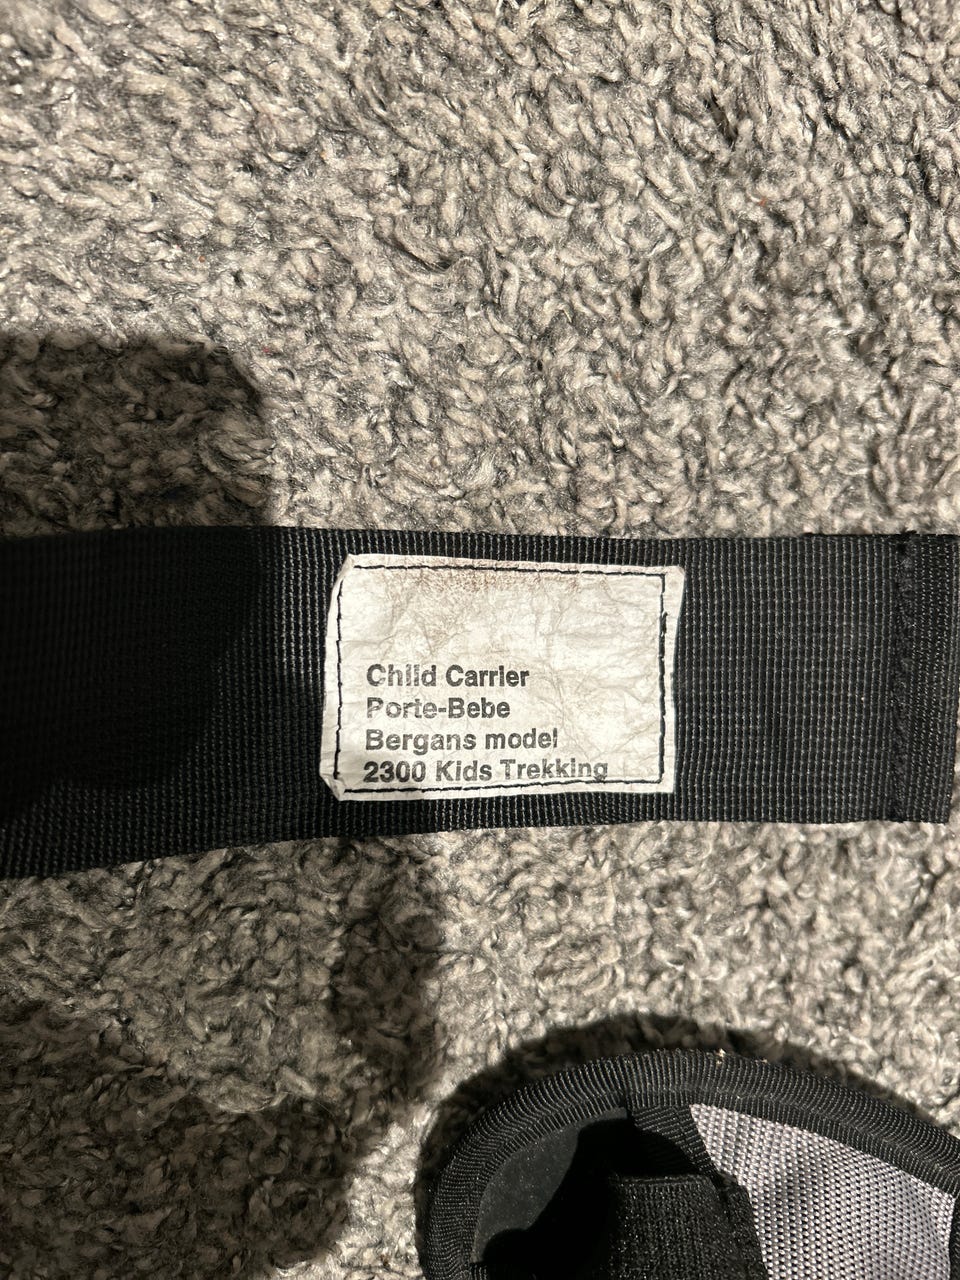 Child Carrier
Porte-Bebe
Bergans model
2300 Kids Trekking